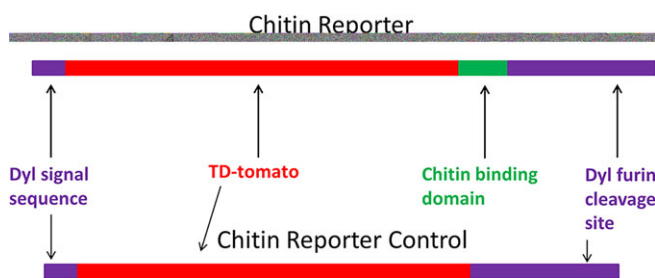 Chitin Reporter
Dyl signal
sequence
TD-tomato
Chitin binding
domain
Dyl furin
cleavage
site
Chitin Reporter Control